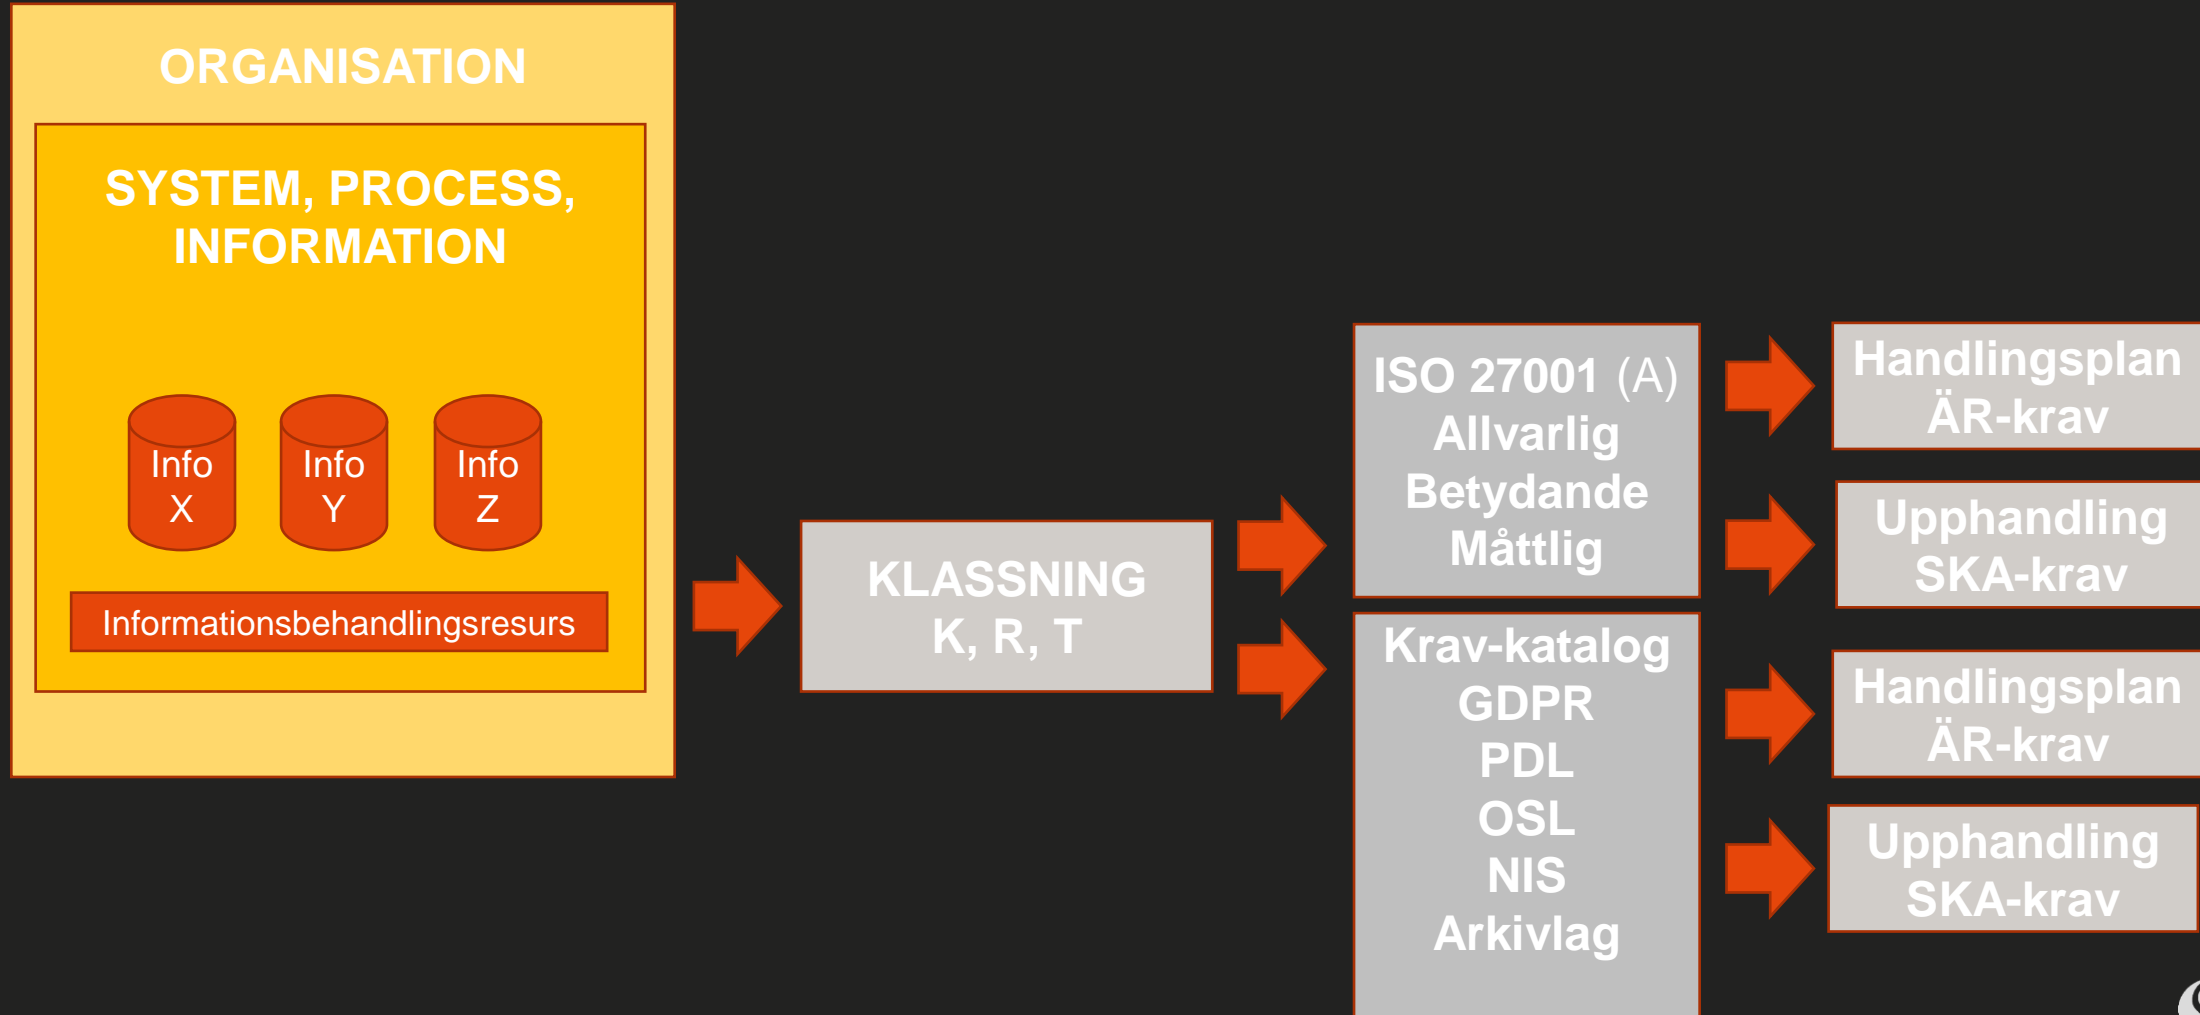 ORGANISATION
SYSTEM, PROCESS,
INFORMATION
Info
X
Info
Y
Info
Z
Informationsbehandlingsresurs
KLASSNING
K, R, T
ISO 27001 (A)
Allvarlig
Betydande
Måttlig
Krav-katalog
GDPR
PDL
OSL
NIS
Arkivlag
Handlingsplan
ÄR-krav
Upphandling
SKA-krav
Handlingsplan
ÄR-krav
Upphandling
SKA-krav